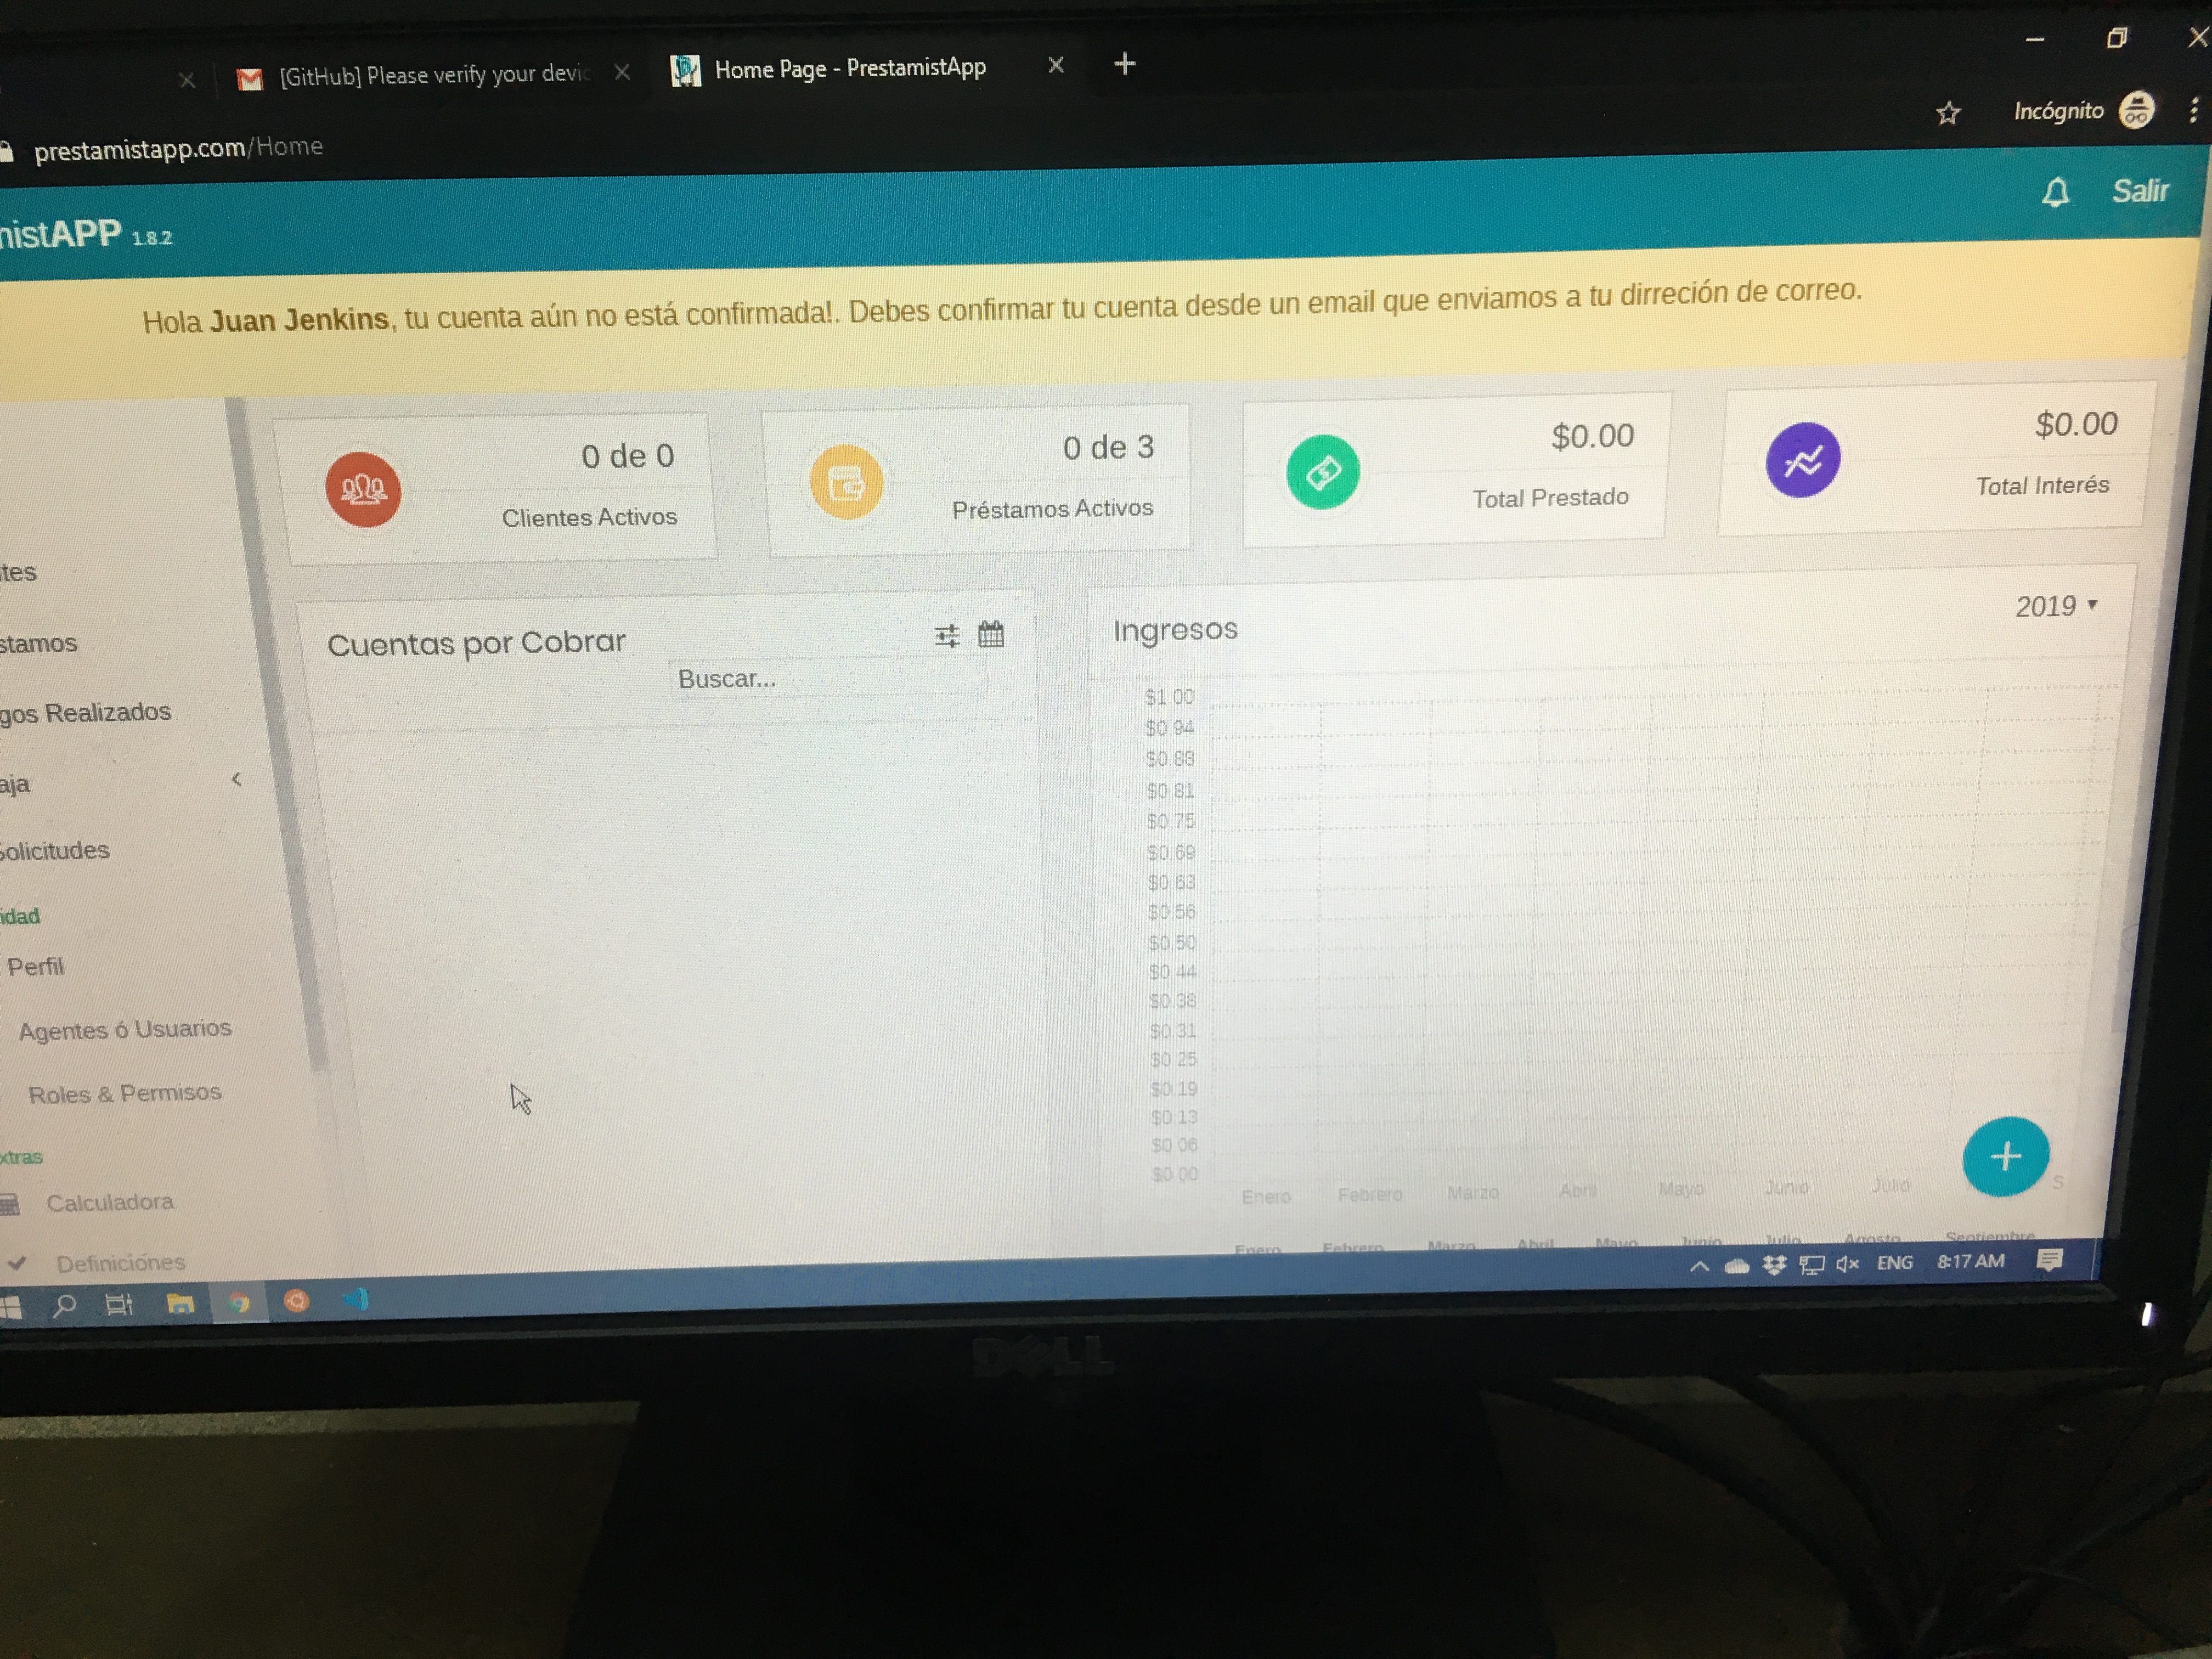 [GitHub] Please verify your devic
Home Page - PrestamistApp
prestamistapp.com/Home
Incógnito
nistAPP 1.8.2
Salir
Hola Juan Jenkins, tu cuenta aún no está confirmada!. Debes confirmar tu cuenta desde un email que enviamos a tu dirreción de correo.
0 de 0
Clientes Activos
0 de 3
Préstamos Activos
$0.00
Total Prestado
$0.00
Total Interés
tes
stamos
gos Realizados
aja
Solicitudes
idad
Perfil
Agentes ó Usuarios
Roles & Permisos
xtras
Calculadora
Definiciónes
Cuentas por Cobrar
Buscar...
Ingresos
2019
$1.00
$0.94
$0.88
$0.81
$0.75
$0.69
$0.63
$0.56
$0.50
$0.44
$0.38
$0.31
$0.25
$0.19
$0.13
$0.06
$0.00
Enero Febrero Marzo Abril Mayo Junio Julio S
Enero Febrero Marzo Abril Mayo Junio Julio Agosto Septiembre
ENG 8:17 AM
DELL